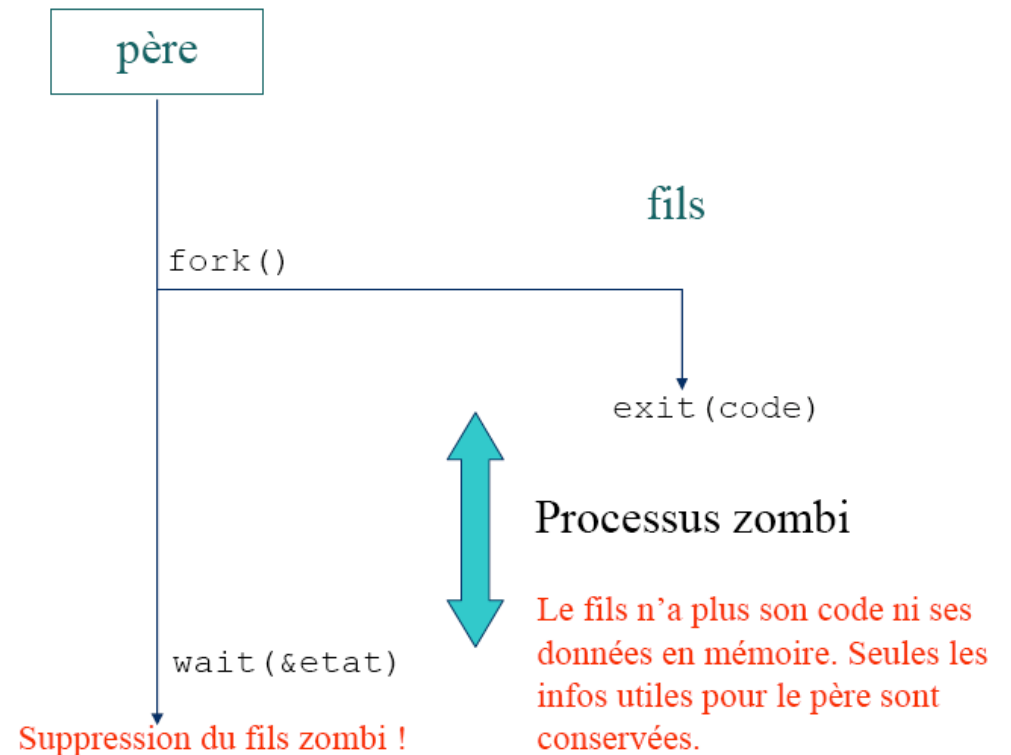 père
fils
fork()
exit(code)
Processus zombi
Le fils n’a plus son code ni ses
données en mémoire. Seules les
infos utiles pour le père sont
conservées.
wait(&etat)
Suppression du fils zombi !